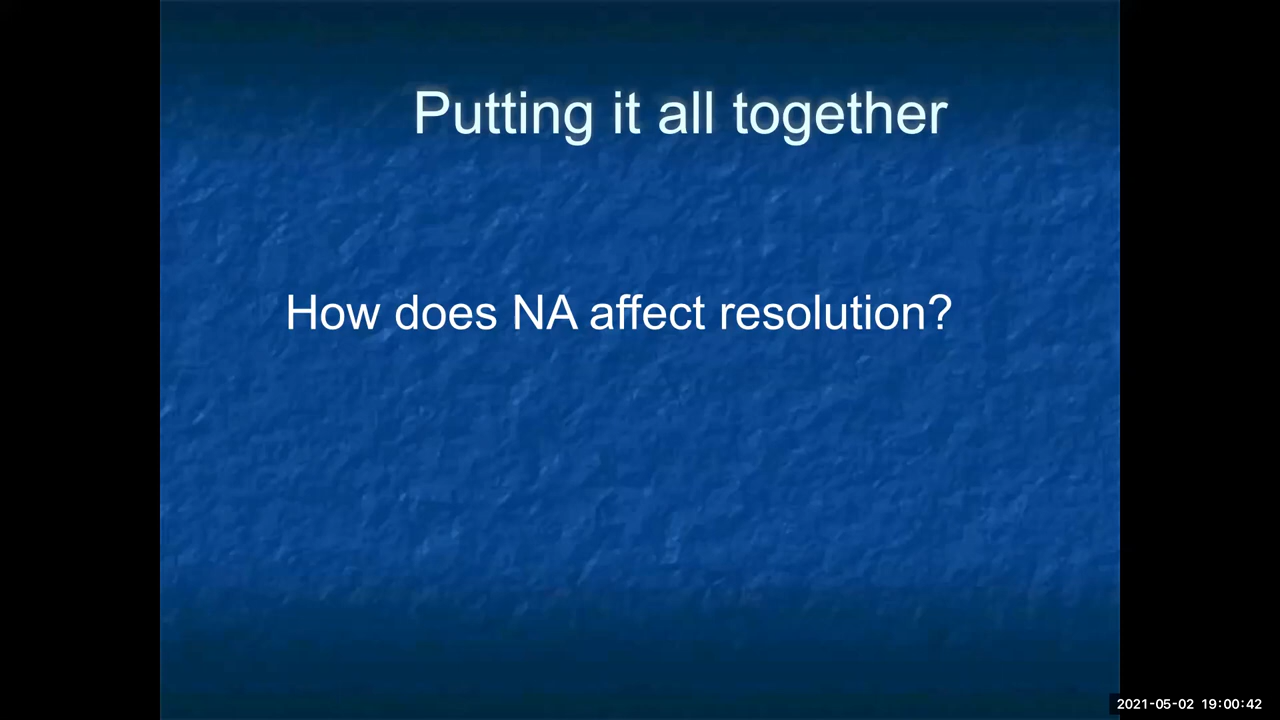 Putting it all together
How does NA affect resolution?
2021-05-02 19:00:42